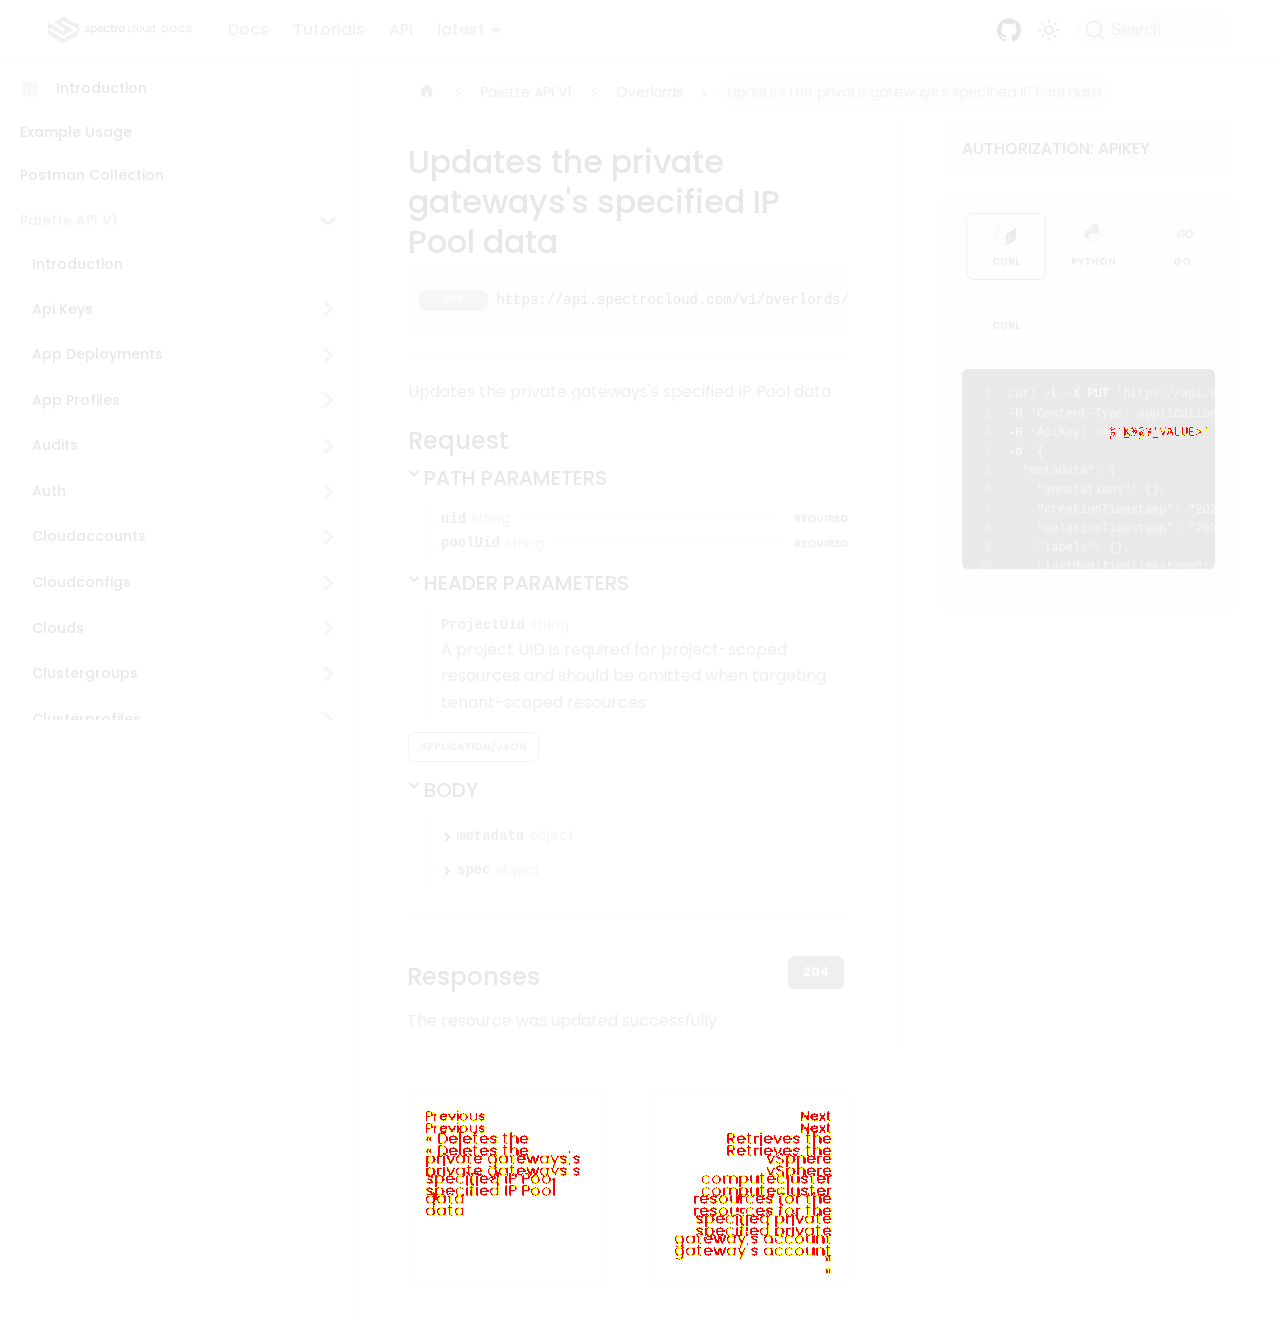 spectro cloud DOCS Docs Tutorials API latest Search
Introduction
Example Usage
Postman Collection
Palette API V1
Introduction
Api Keys
App Deployments
App Profiles
Audits
Auth
Cloudaccounts
Cloudconfigs
Clouds
Clustergroups
Clusterprofiles
Palette API V1 Overlords Updates the private gateways's specified IP Pool data
Updates the private
gateways's specified IP
Pool data
PUT https://api.spectrocloud.com/v1/overlords/
Updates the private gateways's specified IP Pool data
Request
PATH PARAMETERS
uid string REQUIRED
poolUid string REQUIRED
HEADER PARAMETERS
ProjectUid string
A project UID is required for project-scoped
resources and should be omitted when targeting
tenant-scoped resources
APPLICATION/JSON
BODY
metadata object
spec object
Responses 204
The resource was updated successfully
Previous
« Deletes the
private gateways's
specified IP Pool
data
Next
Retrieves the
vSphere
computecluster
resources for the
specified private
gateway's account
»
AUTHORIZATION: APIKEY
CURL PYTHON GO
CURL
1 curl -L -X PUT 'https://api.s
2 -H 'Content-Type: application
3 -H 'ApiKey: <A
4 -d '{
5 "metadata": {
6 "annotations": {},
7 "creationTimestamp": "202
8 "deletionTimestamp": "202
9 "labels": {},
10 "lastModifiedTimestamp":